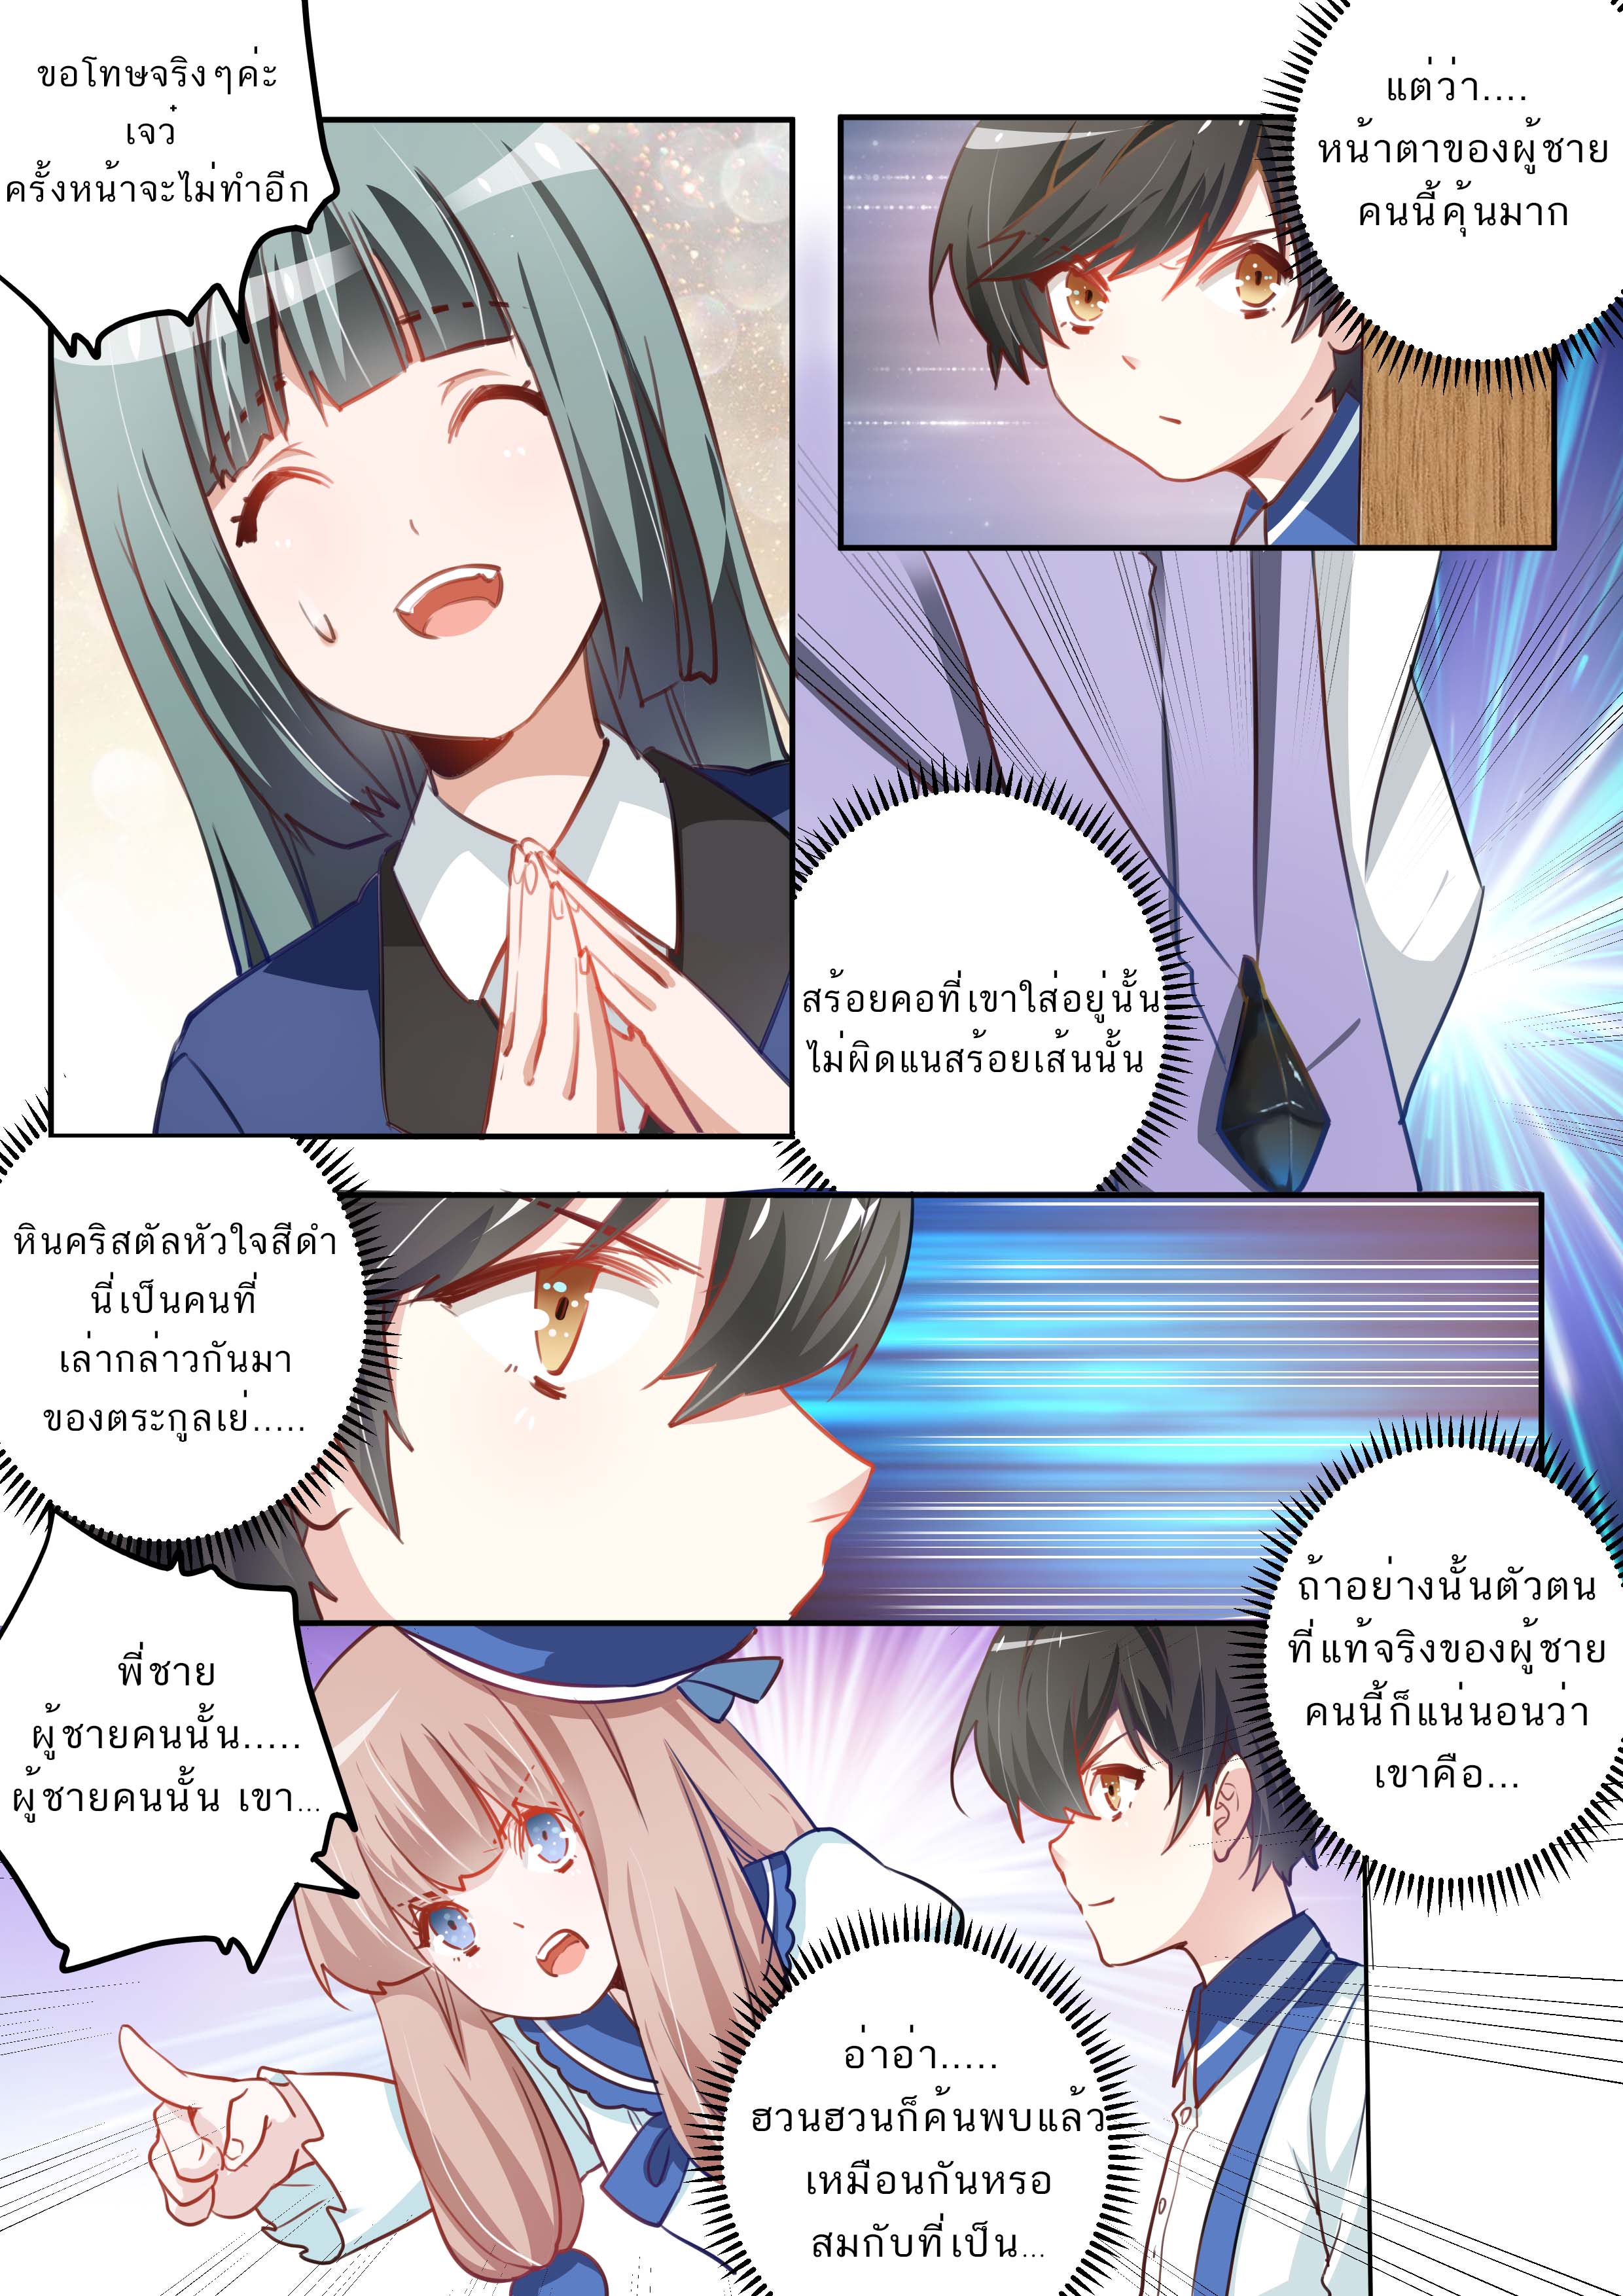 ขอโทษจริงๆค่ะ
เจว๋
ครั้งหน้าจะไม่ทำอีก
แต่ว่า....
หน้าตาของผู้ชาย
คนนี้คุ้นมาก
สร้อยคอที่เขาใส่อยู่นั้น
ไม่ผิดแนสร้อยเส้นนั้น
หินคริสตัลหัวใจสีดำ
นี่เป็นคนที่
เล่ากล่าวกันมา
ของตระกูลเย่.....
ถ้าอย่างนั้นตัวตน
ที่แท้จริงของผู้ชาย
คนนี้ก็แน่นอนว่า
เขาคือ...
พี่ชาย
ผู้ชายคนนั้น.....
ผู้ชายคนนั้น เขา...
อ่าอ่า.....
ฮวนฮวนก็ค้นพบแล้ว
เหมือนกันหรอ
สมกับที่เป็น...